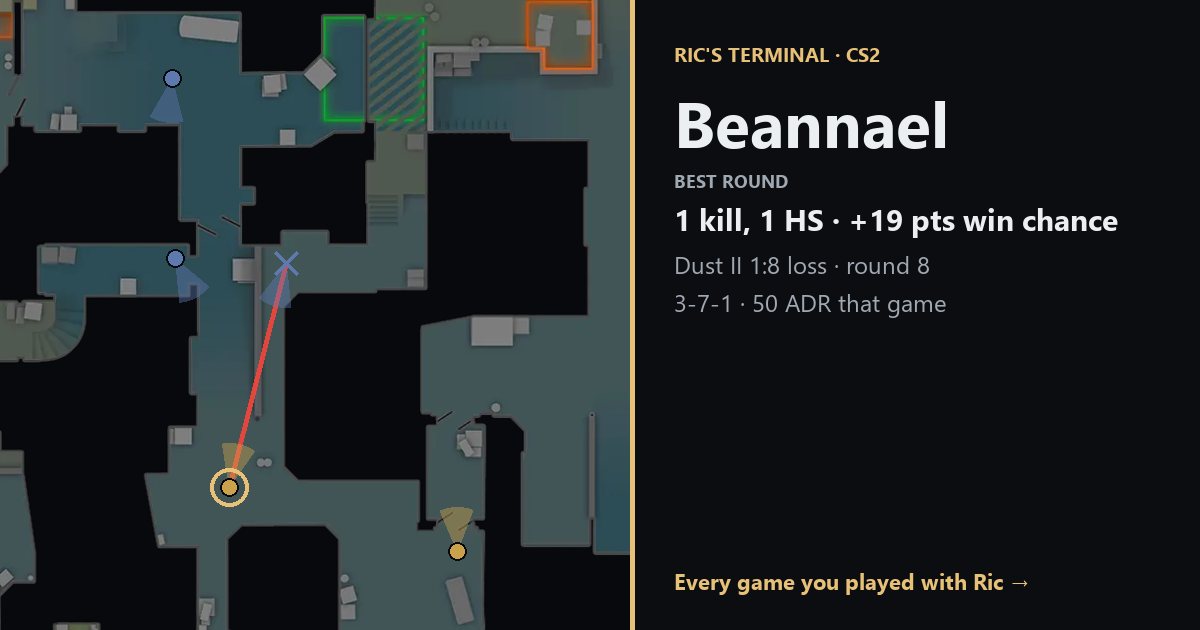 RIC'S TERMINAL · CS2
Beannael
BEST ROUND
1 kill, 1 HS · +19 pts win chance
Dust II 1:8 loss · round 8
3-7-1 · 50 ADR that game
Every game you played with Ric →